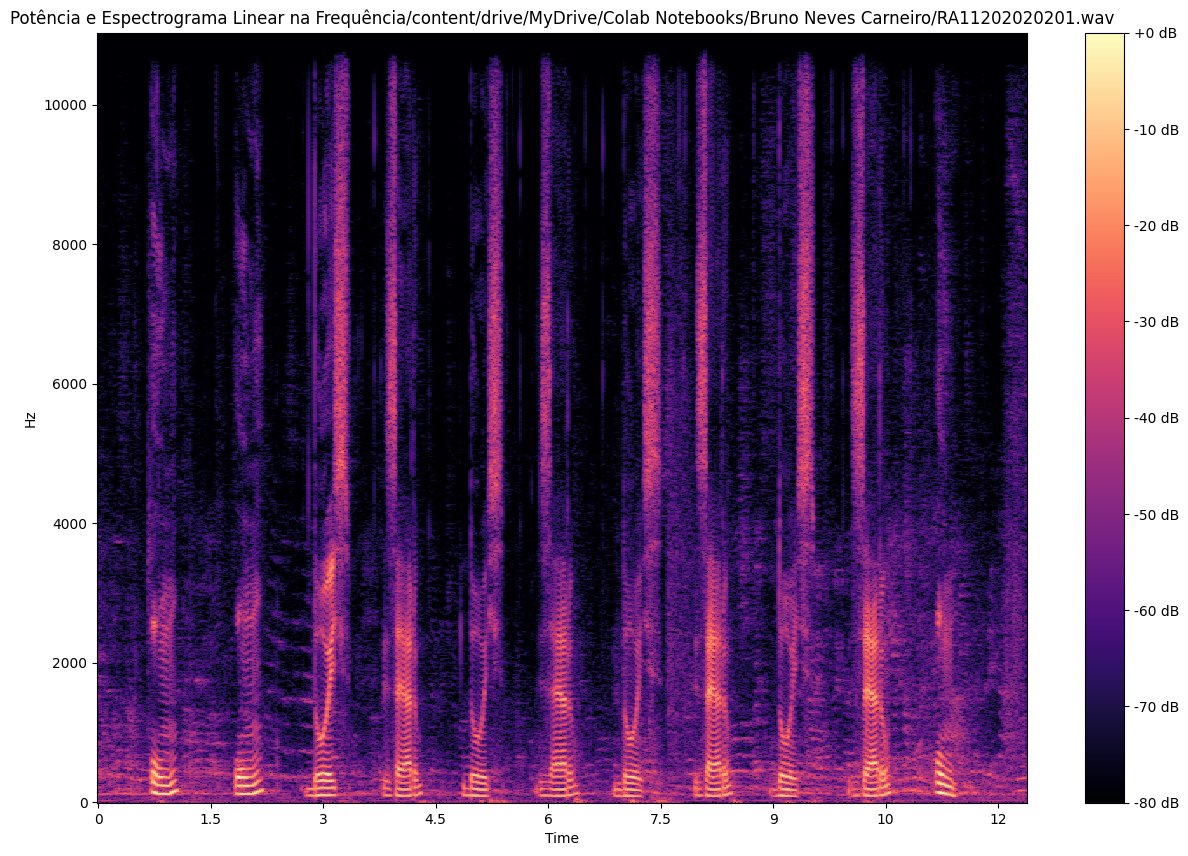 Potência e Espectrograma Linear na Frequência/content/drive/MyDrive/Colab Notebooks/Bruno Neves Carneiro/RA11202020201.wav
+0 dB
10000
-10 dB
8000
-20 dB
-30 dB
6000
Hz
-40 dB
4000
-50 dB
-60 dB
2000
-70 dB
0
-80 dB
0 1.5 3 4.5 6 7.5 9 10 12
Time